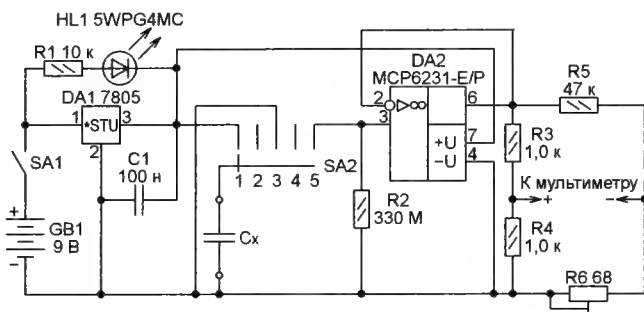 HL1 5WPG4MC
R1 10 к
DA1 7805
1
*STU
3
2
SA1
C1
100 н
+
GB1
9 В
−
1 2 3 4 5
SA2
Cx
R2
330 М
DA2
MCP6231-E/P
2
3
▷∞
6
+U
7
−U
4
R5
47 к
R3
1,0 к
К мультиметру
+
−
R4
1,0 к
R6 68